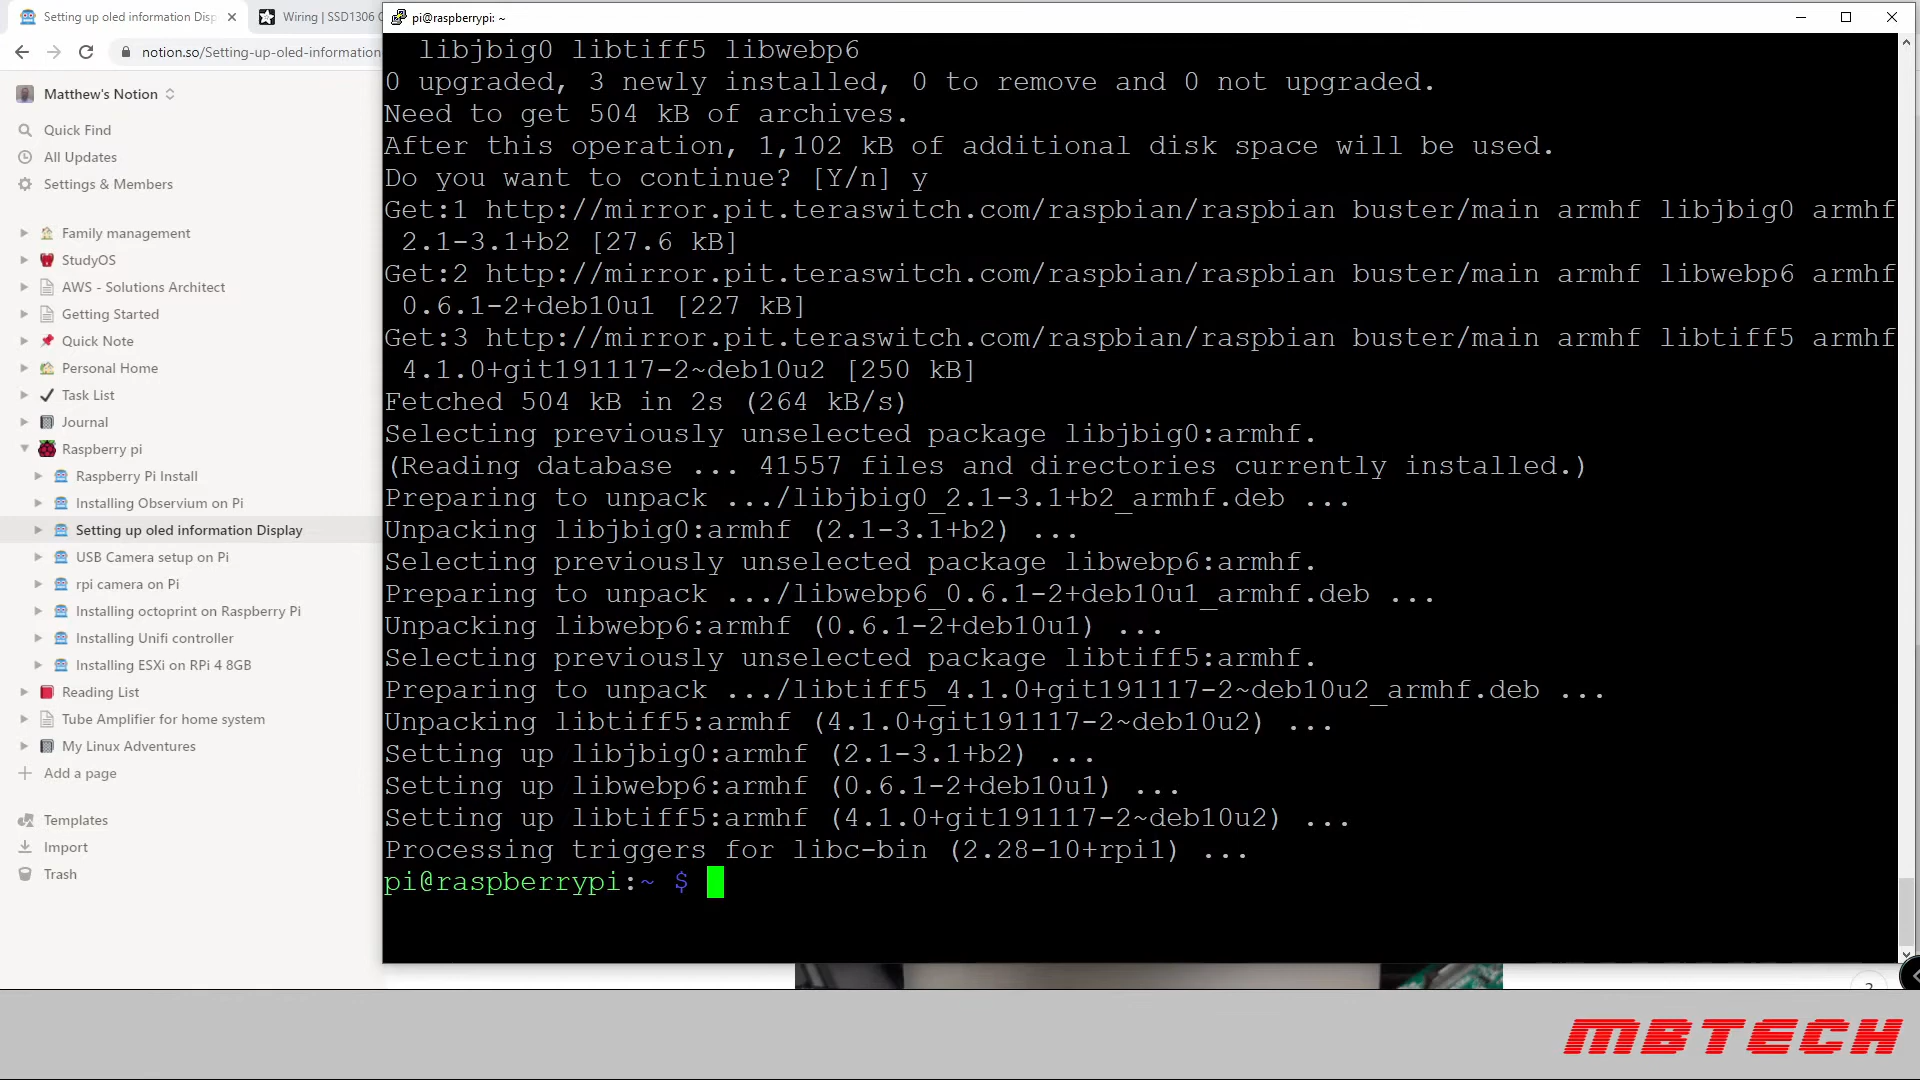 Setting up oled information Disp
Wiring | SSD1306 O
pi@raspberrypi: ~
notion.so/Setting-up-oled-information
Matthew's Notion
Quick Find
All Updates
Settings & Members
Family management
StudyOS
AWS - Solutions Architect
Getting Started
Quick Note
Personal Home
Task List
Journal
Raspberry pi
Raspberry Pi Install
Installing Observium on Pi
Setting up oled information Display
USB Camera setup on Pi
rpi camera on Pi
Installing octoprint on Raspberry Pi
Installing Unifi controller
Installing ESXi on RPi 4 8GB
Reading List
Tube Amplifier for home system
My Linux Adventures
Add a page
Templates
Import
Trash
libjbig0 libtiff5 libwebp6
0 upgraded, 3 newly installed, 0 to remove and 0 not upgraded.
Need to get 504 kB of archives.
After this operation, 1,102 kB of additional disk space will be used.
Do you want to continue? [Y/n] y
Get:1 http://mirror.pit.teraswitch.com/raspbian/raspbian buster/main armhf libjbig0 armhf
2.1-3.1+b2 [27.6 kB]
Get:2 http://mirror.pit.teraswitch.com/raspbian/raspbian buster/main armhf libwebp6 armhf
0.6.1-2+deb10u1 [227 kB]
Get:3 http://mirror.pit.teraswitch.com/raspbian/raspbian buster/main armhf libtiff5 armhf
4.1.0+git191117-2~deb10u2 [250 kB]
Fetched 504 kB in 2s (264 kB/s)
Selecting previously unselected package libjbig0:armhf.
(Reading database ... 41557 files and directories currently installed.)
Preparing to unpack .../libjbig0_2.1-3.1+b2_armhf.deb ...
Unpacking libjbig0:armhf (2.1-3.1+b2) ...
Selecting previously unselected package libwebp6:armhf.
Preparing to unpack .../libwebp6_0.6.1-2+deb10u1_armhf.deb ...
Unpacking libwebp6:armhf (0.6.1-2+deb10u1) ...
Selecting previously unselected package libtiff5:armhf.
Preparing to unpack .../libtiff5_4.1.0+git191117-2~deb10u2_armhf.deb ...
Unpacking libtiff5:armhf (4.1.0+git191117-2~deb10u2) ...
Setting up libjbig0:armhf (2.1-3.1+b2) ...
Setting up libwebp6:armhf (0.6.1-2+deb10u1) ...
Setting up libtiff5:armhf (4.1.0+git191117-2~deb10u2) ...
Processing triggers for libc-bin (2.28-10+rpi1) ...
pi@raspberrypi:~ $
MBTECH